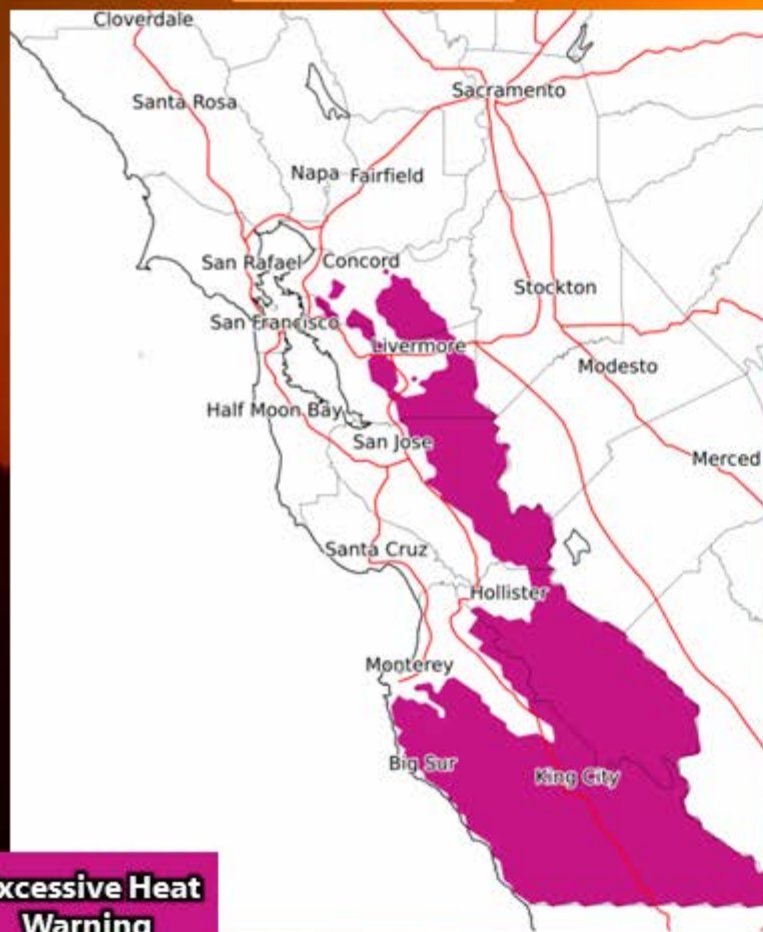 Cloverdale
Santa Rosa
Sacramento
Napa
Fairfield
San Rafael
Concord
Stockton
San Francisco
Livermore
Modesto
Half Moon Bay
San Jose
Merced
Santa Cruz
Hollister
Monterey
Big Sur
King City
xcessive Heat
Warning